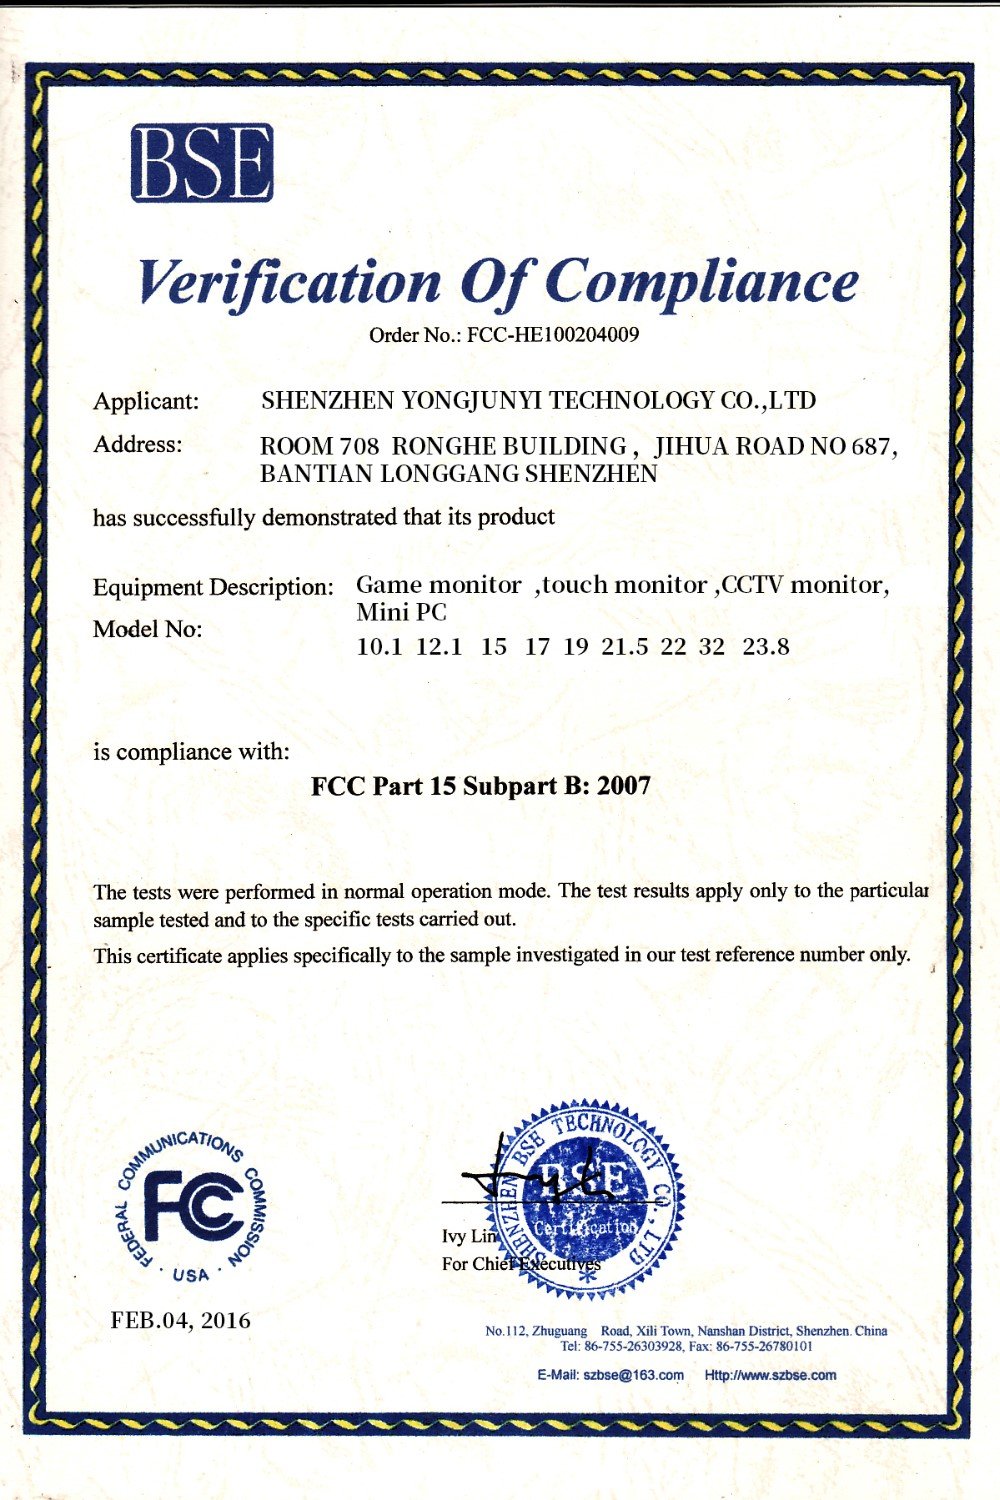 BSE
Verification Of Compliance
Order No.: FCC-HE100204009
Applicant: SHENZHEN YONGJUNYI TECHNOLOGY CO.,LTD
Address: ROOM 708 RONGHE BUILDING , JIHUA ROAD NO 687,
BANTIAN LONGGANG SHENZHEN
has successfully demonstrated that its product
Equipment Description: Game monitor ,touch monitor ,CCTV monitor,
Mini PC
Model No:
10.1 12.1 15 17 19 21.5 22 32 23.8
is compliance with:
FCC Part 15 Subpart B: 2007
The tests were performed in normal operation mode. The test results apply only to the particular
sample tested and to the specific tests carried out.
This certificate applies specifically to the sample investigated in our test reference number only.
FEDERAL COMMUNICATIONS COMMISSION
FCC
· USA ·
SHENZHEN BSE TECHNOLOGY CO.,LTD
BSE
Certification
*
Ivy Lin
For Chief Executives
FEB.04, 2016
No.112, Zhuguang Road, Xili Town, Nanshan District, Shenzhen. China
Tel: 86-755-26303928, Fax: 86-755-26780101
E-Mail: szbse@163.com Http://www.szbse.com